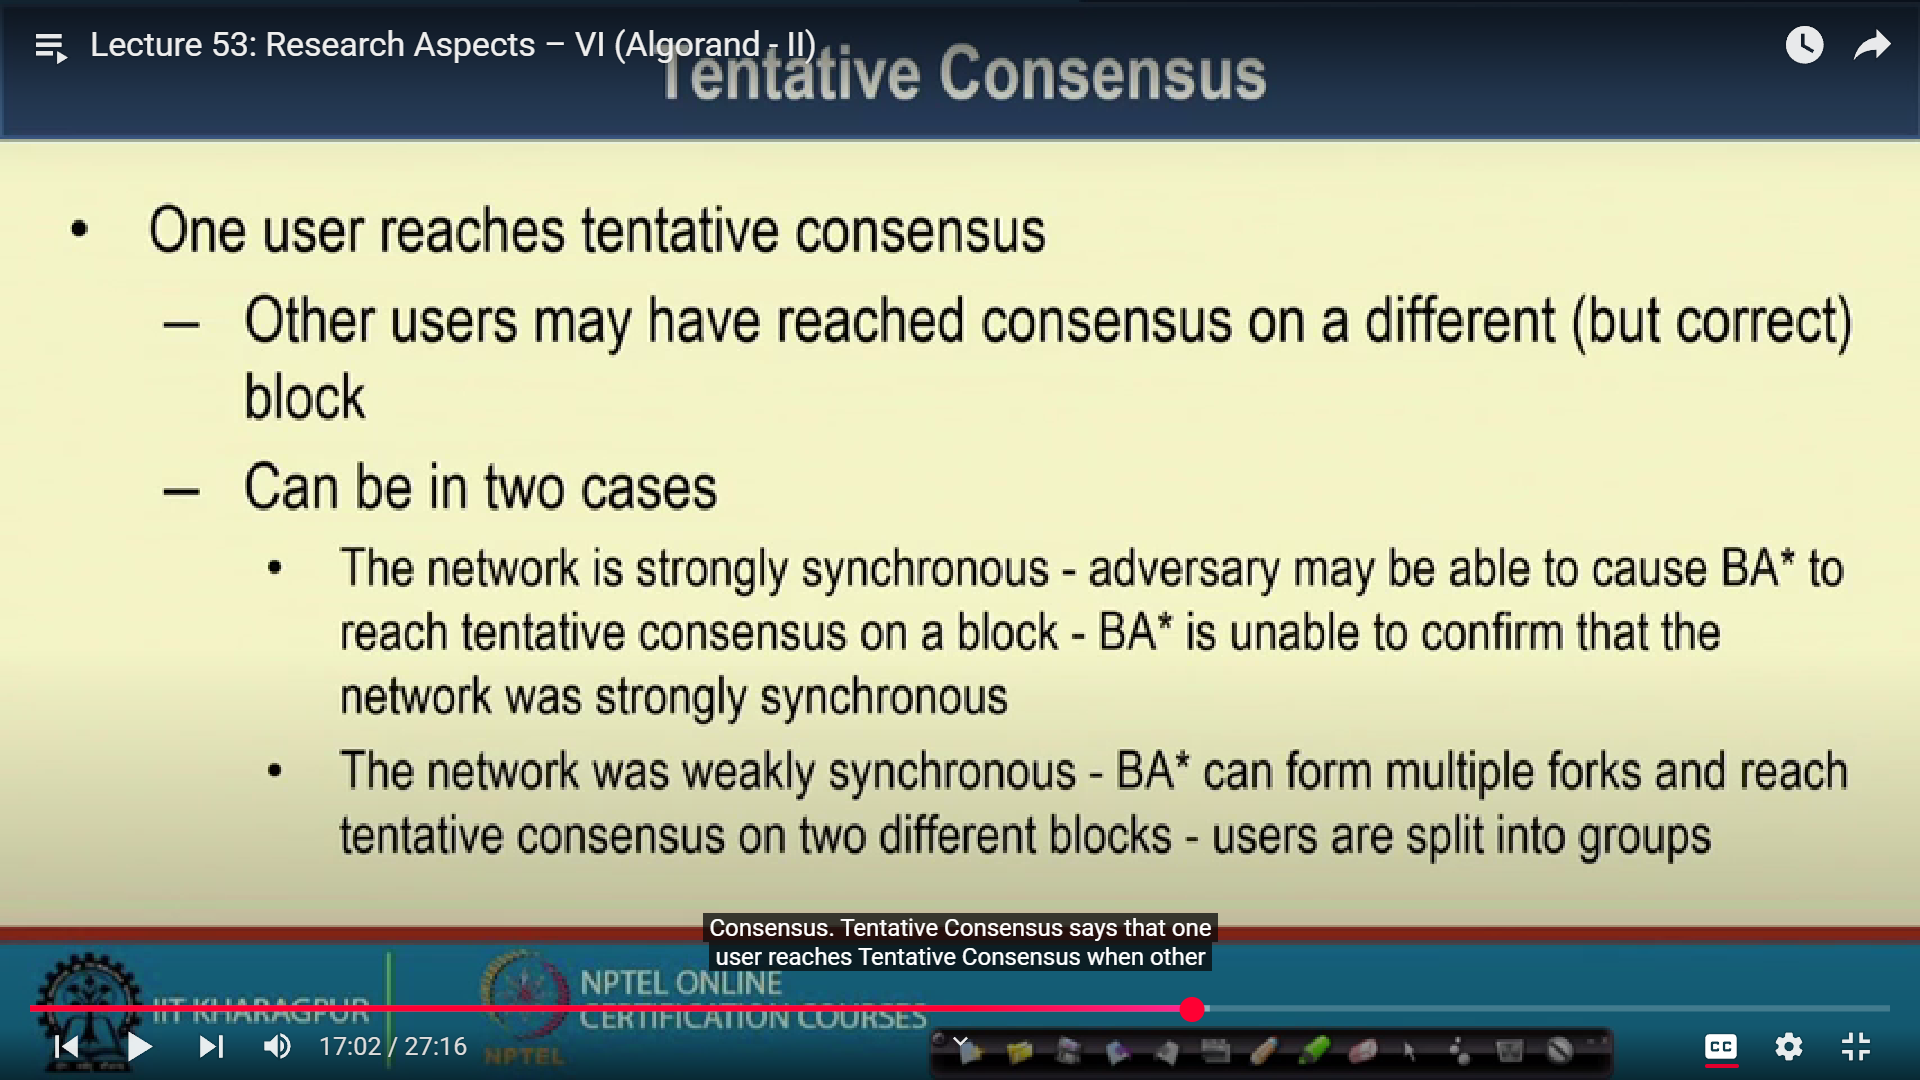 Lecture 53: Research Aspects – VI (Algorand - II)
Tentative Consensus
• One user reaches tentative consensus
– Other users may have reached consensus on a different (but correct)
block
– Can be in two cases
• The network is strongly synchronous - adversary may be able to cause BA* to
reach tentative consensus on a block - BA* is unable to confirm that the
network was strongly synchronous
• The network was weakly synchronous - BA* can form multiple forks and reach
tentative consensus on two different blocks - users are split into groups
Consensus. Tentative Consensus says that one
user reaches Tentative Consensus when other
IIT KHARAGPUR
NPTEL
NPTEL ONLINE
CERTIFICATION COURSES
17:02 / 27:16
CC